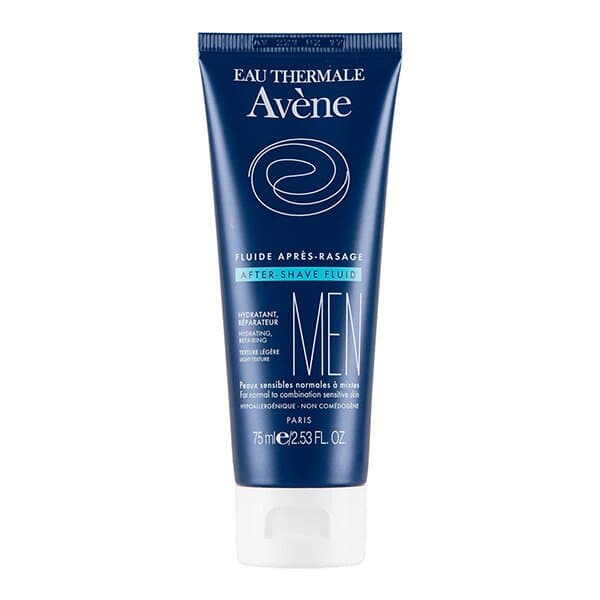 EAU THERMALE
Avène
FLUIDE APRÈS-RASAGE
AFTER-SHAVE FLUID
HYDRATANT,
RÉPARATEUR
HYDRATING,
REPAIRING
TEXTURE LÉGÈRE
LIGHT-TEXTURE
MEN
Peaux sensibles normales à mixtes
For normal to combination sensitive skin
HYPOALLERGÉNIQUE - NON COMÉDOGÈNE
PARIS
75 ml℮/2.53 FL. OZ.